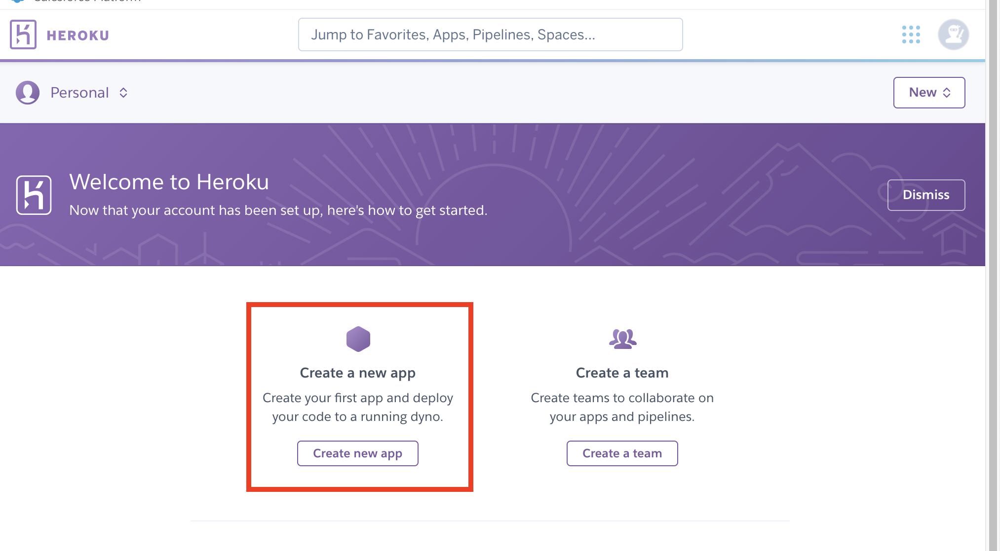 Salesforce Platform
HEROKU
Jump to Favorites, Apps, Pipelines, Spaces...
Personal
New
Welcome to Heroku
Now that your account has been set up, here's how to get started.
Dismiss
Create a new app
Create your first app and deploy
your code to a running dyno.
Create new app
Create a team
Create teams to collaborate on
your apps and pipelines.
Create a team